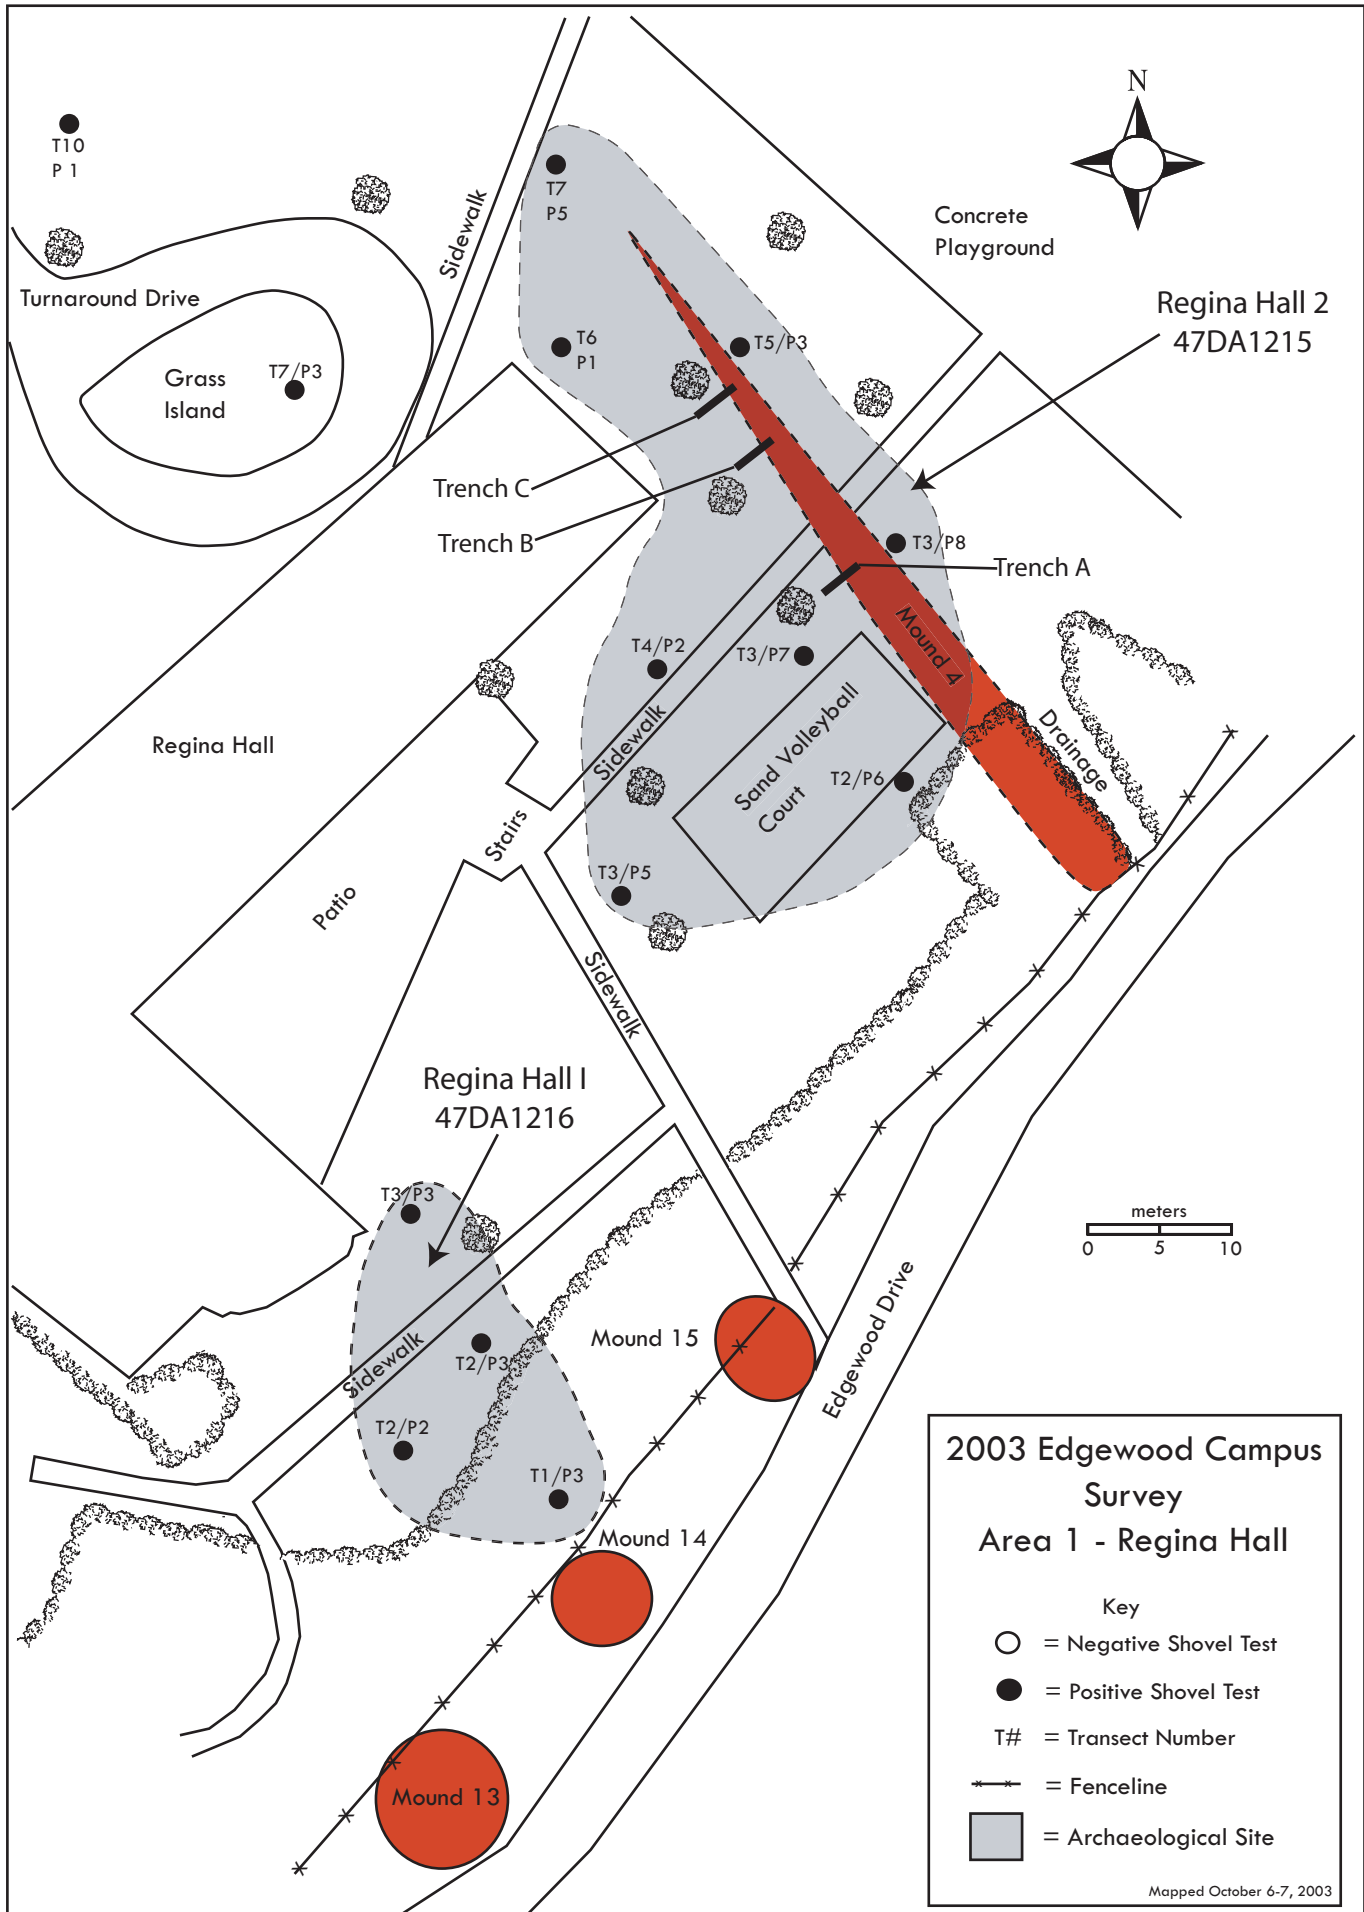 N
T10
P 1
T7
P5
Sidewalk
Concrete
Playground
Turnaround Drive
Regina Hall 2
47DA1215
T6
P1
T5/P3
Grass
Island
T7/P3
Trench C
Trench B
T3/P8
Trench A
Mound 4
T4/P2
T3/P7
Sidewalk
Sand Volleyball
Court
Drainage
Regina Hall
T2/P6
Stairs
T3/P5
Patio
Sidewalk
Regina Hall I
47DA1216
T3/P3
meters
0 5 10
Mound 15
Sidewalk
T2/P3
Edgewood Drive
T2/P2
T1/P3
Mound 14
Mound 13
2003 Edgewood Campus
Survey
Area 1 - Regina Hall
Key
= Negative Shovel Test
= Positive Shovel Test
T# = Transect Number
= Fenceline
= Archaeological Site
Mapped October 6-7, 2003